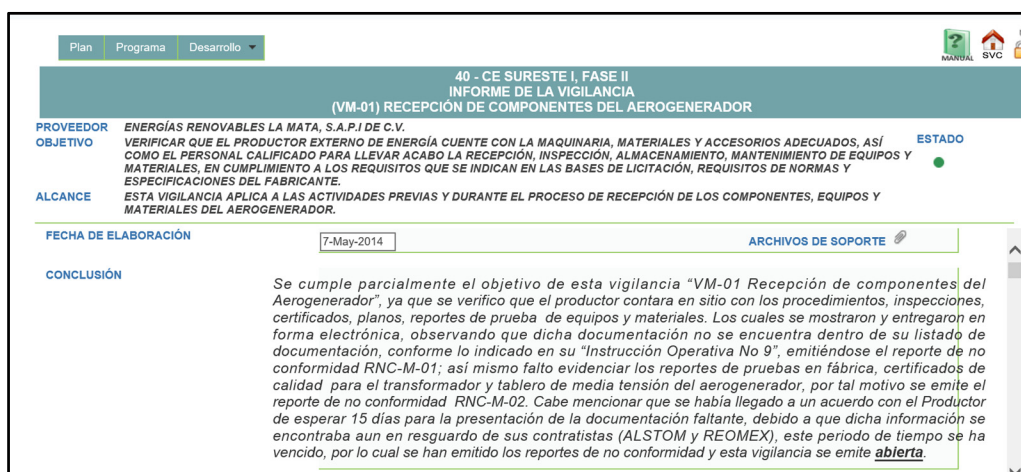 Plan Programa Desarrollo
MANUAL SVC
40 - CE SURESTE I, FASE II
INFORME DE LA VIGILANCIA
(VM-01) RECEPCIÓN DE COMPONENTES DEL AEROGENERADOR
PROVEEDOR ENERGÍAS RENOVABLES LA MATA, S.A.P.I DE C.V.
OBJETIVO VERIFICAR QUE EL PRODUCTOR EXTERNO DE ENERGÍA CUENTE CON LA MAQUINARIA, MATERIALES Y ACCESORIOS ADECUADOS, ASÍ ESTADO
COMO EL PERSONAL CALIFICADO PARA LLEVAR ACABO LA RECEPCIÓN, INSPECCIÓN, ALMACENAMIENTO, MANTENIMIENTO DE EQUIPOS Y
MATERIALES, EN CUMPLIMIENTO A LOS REQUISITOS QUE SE INDICAN EN LAS BASES DE LICITACIÓN, REQUISITOS DE NORMAS Y
ESPECIFICACIONES DEL FABRICANTE.
ALCANCE ESTA VIGILANCIA APLICA A LAS ACTIVIDADES PREVIAS Y DURANTE EL PROCESO DE RECEPCIÓN DE LOS COMPONENTES, EQUIPOS Y
MATERIALES DEL AEROGENERADOR.
FECHA DE ELABORACIÓN 7-May-2014 ARCHIVOS DE SOPORTE
CONCLUSIÓN
Se cumple parcialmente el objetivo de esta vigilancia “VM-01 Recepción de componentes del
Aerogenerador”, ya que se verifico que el productor contara en sitio con los procedimientos, inspecciones,
certificados, planos, reportes de prueba de equipos y materiales. Los cuales se mostraron y entregaron en
forma electrónica, observando que dicha documentación no se encuentra dentro de su listado de
documentación, conforme lo indicado en su “Instrucción Operativa No 9”, emitiéndose el reporte de no
conformidad RNC-M-01; así mismo falto evidenciar los reportes de pruebas en fábrica, certificados de
calidad para el transformador y tablero de media tensión del aerogenerador, por tal motivo se emite el
reporte de no conformidad RNC-M-02. Cabe mencionar que se había llegado a un acuerdo con el Productor
de esperar 15 días para la presentación de la documentación faltante, debido a que dicha información se
encontraba aun en resguardo de sus contratistas (ALSTOM y REOMEX), este periodo de tiempo se ha
vencido, por lo cual se han emitido los reportes de no conformidad y esta vigilancia se emite abierta.